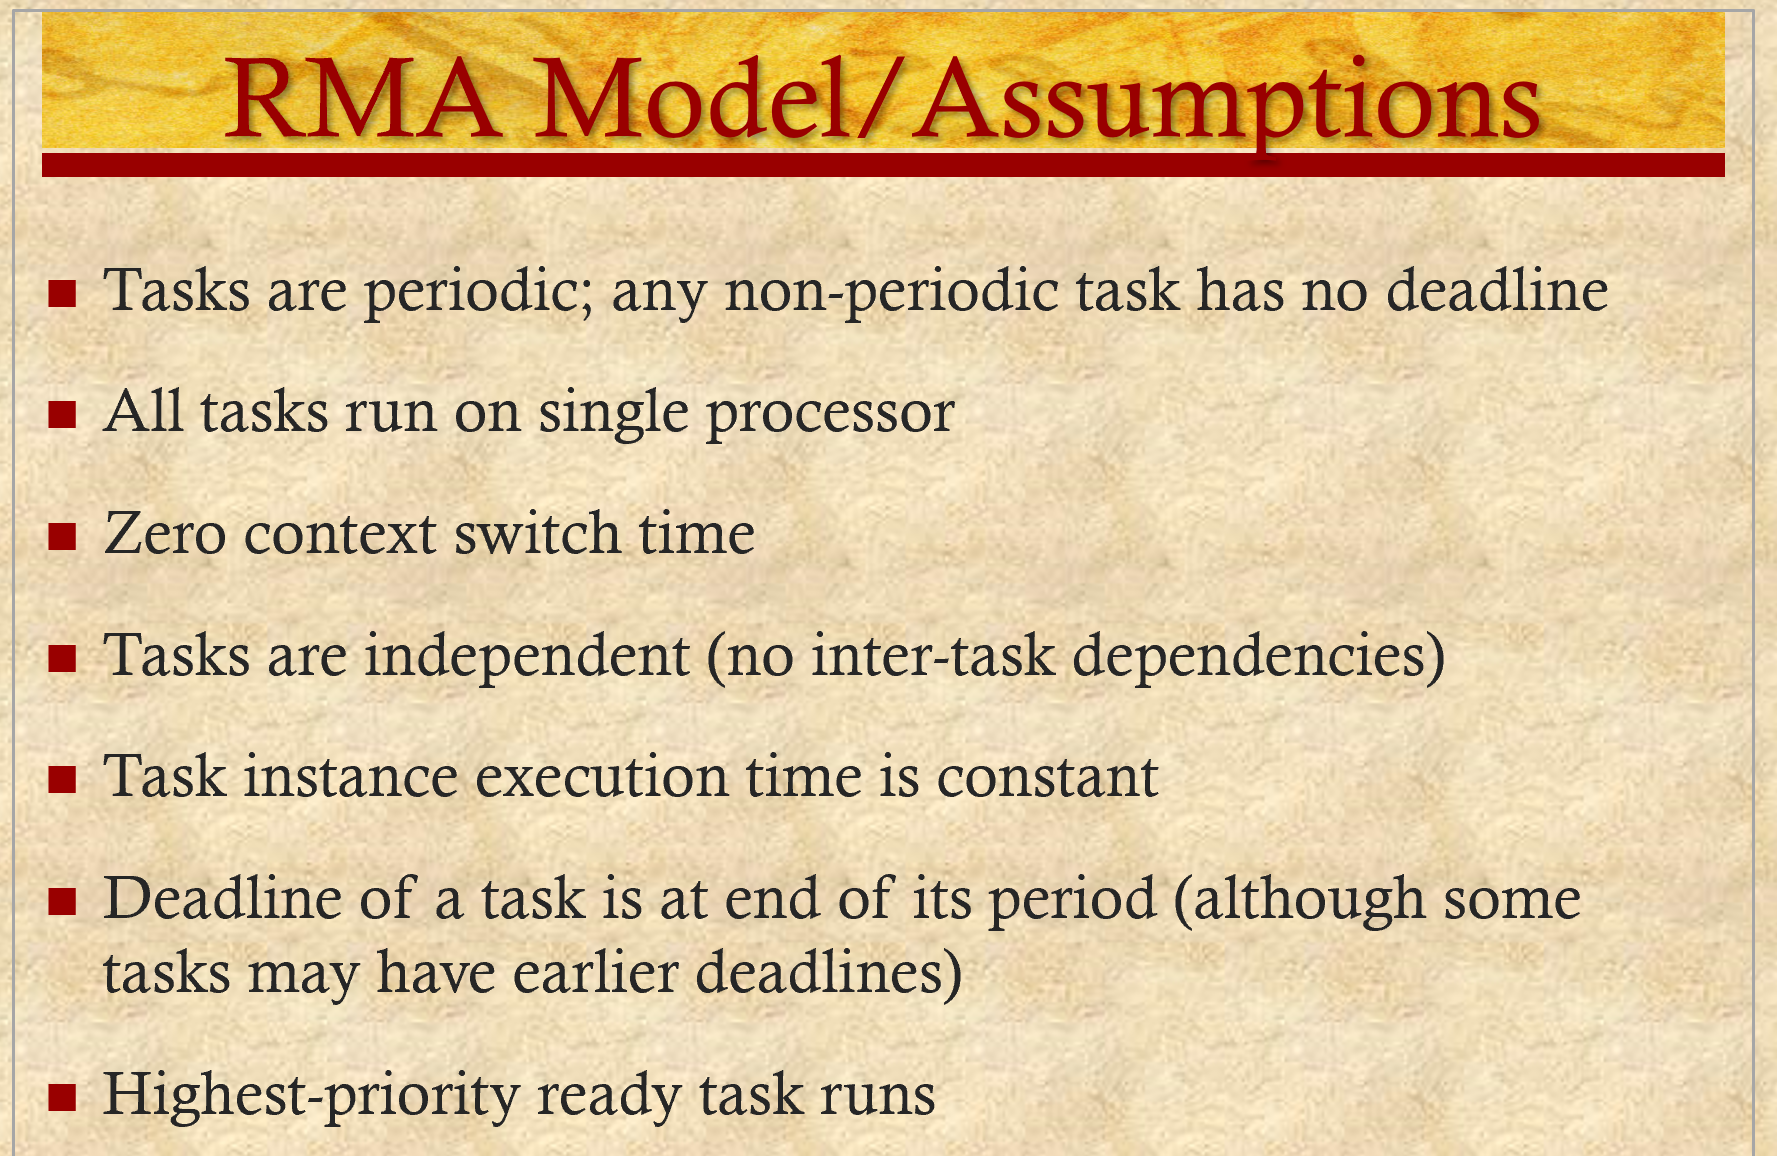 RMA Model/Assumptions
Tasks are periodic; any non-periodic task has no deadline
All tasks run on single processor
Zero context switch time
Tasks are independent (no inter-task dependencies)
Task instance execution time is constant
Deadline of a task is at end of its period (although some
tasks may have earlier deadlines)
Highest-priority ready task runs